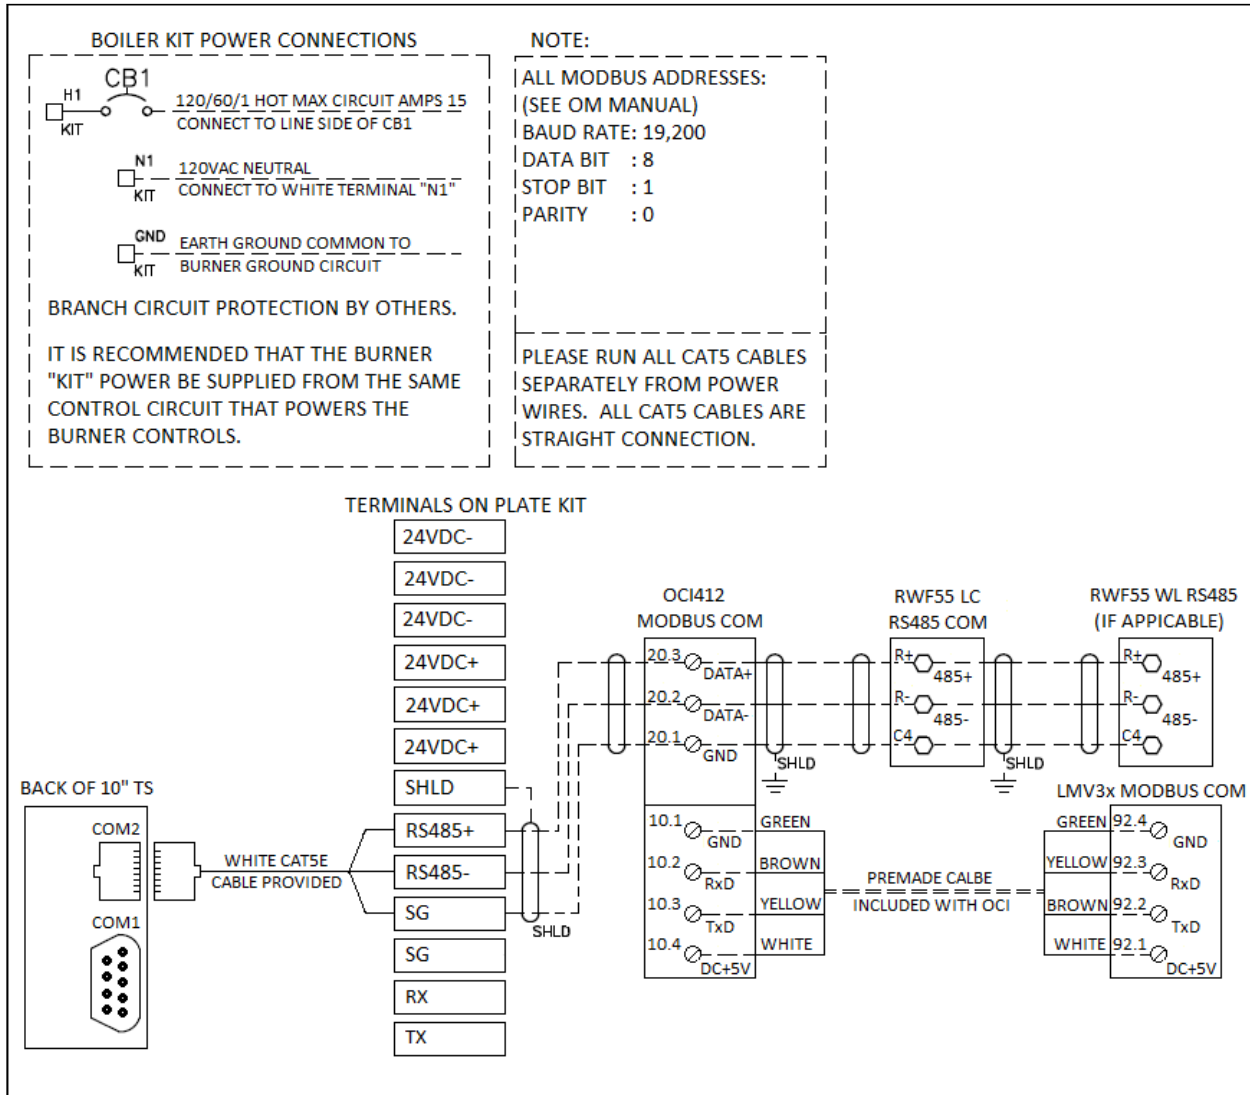 BOILER KIT POWER CONNECTIONS
CB1
H1
KIT
120/60/1 HOT MAX CIRCUIT AMPS 15
CONNECT TO LINE SIDE OF CB1
N1
KIT
120VAC NEUTRAL
CONNECT TO WHITE TERMINAL "N1"
GND
KIT
EARTH GROUND COMMON TO
BURNER GROUND CIRCUIT
BRANCH CIRCUIT PROTECTION BY OTHERS.
IT IS RECOMMENDED THAT THE BURNER
"KIT" POWER BE SUPPLIED FROM THE SAME
CONTROL CIRCUIT THAT POWERS THE
BURNER CONTROLS.
NOTE:
ALL MODBUS ADDRESSES:
(SEE OM MANUAL)
BAUD RATE: 19,200
DATA BIT : 8
STOP BIT : 1
PARITY : 0
PLEASE RUN ALL CAT5 CABLES
SEPARATELY FROM POWER
WIRES. ALL CAT5 CABLES ARE
STRAIGHT CONNECTION.
TERMINALS ON PLATE KIT
24VDC-
24VDC-
24VDC-
24VDC+
24VDC+
24VDC+
SHLD
RS485+
RS485-
SG
SG
RX
TX
BACK OF 10" TS
COM2
COM1
WHITE CAT5E
CABLE PROVIDED
SHLD
OCI412
MODBUS COM
20.3
DATA+
20.2
DATA-
20.1
GND
SHLD
10.1
GND
GREEN
10.2
RxD
BROWN
10.3
TxD
YELLOW
10.4
DC+5V
WHITE
PREMADE CALBE
INCLUDED WITH OCI
RWF55 LC
RS485 COM
R+
485+
R-
485-
C4
SHLD
RWF55 WL RS485
(IF APPICABLE)
R+
485+
R-
485-
C4
LMV3x MODBUS COM
GREEN
92.4
GND
YELLOW
92.3
RxD
BROWN
92.2
TxD
WHITE
92.1
DC+5V